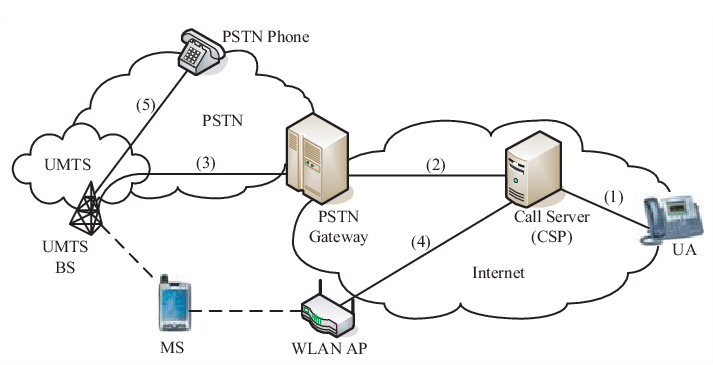 PSTN Phone
(5)
PSTN
UMTS
(3)
(2)
(1)
PSTN
Gateway
Call Server
(CSP)
UA
UMTS
BS
(4)
Internet
MS
WLAN AP